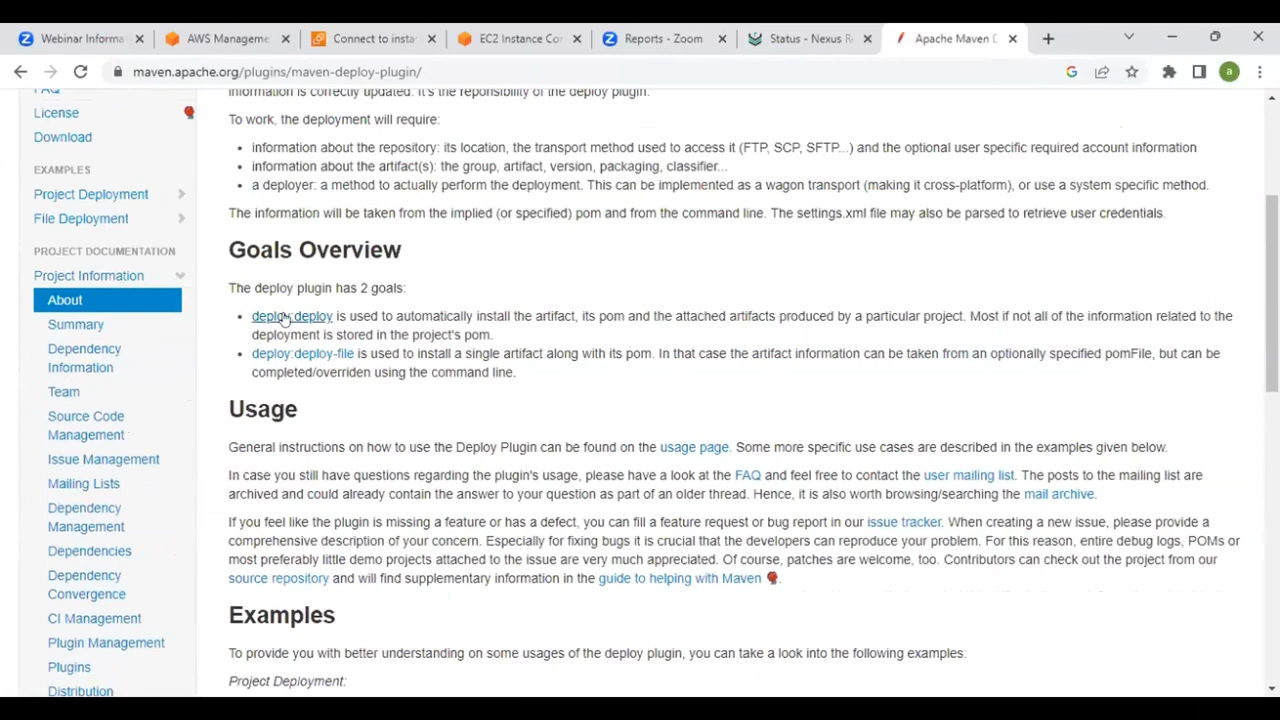 Webinar Informa
AWS Manageme
Connect to insta
EC2 Instance Co
Reports - Zoom
Status - Nexus R
Apache Maven D
maven.apache.org/plugins/maven-deploy-plugin/
a
FAQ
License
Download
EXAMPLES
Project Deployment
File Deployment
PROJECT DOCUMENTATION
Project Information
About
Summary
Dependency
Information
Team
Source Code
Management
Issue Management
Mailing Lists
Dependency
Management
Dependencies
Dependency
Convergence
CI Management
Plugin Management
Plugins
Distribution
information is correctly updated. It's the reponsibility of the deploy plugin.
To work, the deployment will require:
• information about the repository: its location, the transport method used to access it (FTP, SCP, SFTP...) and the optional user specific required account information
• information about the artifact(s): the group, artifact, version, packaging, classifier...
• a deployer: a method to actually perform the deployment. This can be implemented as a wagon transport (making it cross-platform), or use a system specific method.
The information will be taken from the implied (or specified) pom and from the command line. The settings.xml file may also be parsed to retrieve user credentials.
Goals Overview
The deploy plugin has 2 goals:
• deploy:deploy is used to automatically install the artifact, its pom and the attached artifacts produced by a particular project. Most if not all of the information related to the
deployment is stored in the project's pom.
• deploy:deploy-file is used to install a single artifact along with its pom. In that case the artifact information can be taken from an optionally specified pomFile, but can be
completed/overriden using the command line.
Usage
General instructions on how to use the Deploy Plugin can be found on the usage page. Some more specific use cases are described in the examples given below.
In case you still have questions regarding the plugin's usage, please have a look at the FAQ and feel free to contact the user mailing list. The posts to the mailing list are
archived and could already contain the answer to your question as part of an older thread. Hence, it is also worth browsing/searching the mail archive.
If you feel like the plugin is missing a feature or has a defect, you can fill a feature request or bug report in our issue tracker. When creating a new issue, please provide a
comprehensive description of your concern. Especially for fixing bugs it is crucial that the developers can reproduce your problem. For this reason, entire debug logs, POMs or
most preferably little demo projects attached to the issue are very much appreciated. Of course, patches are welcome, too. Contributors can check out the project from our
source repository and will find supplementary information in the guide to helping with Maven
Examples
To provide you with better understanding on some usages of the deploy plugin, you can take a look into the following examples:
Project Deployment: